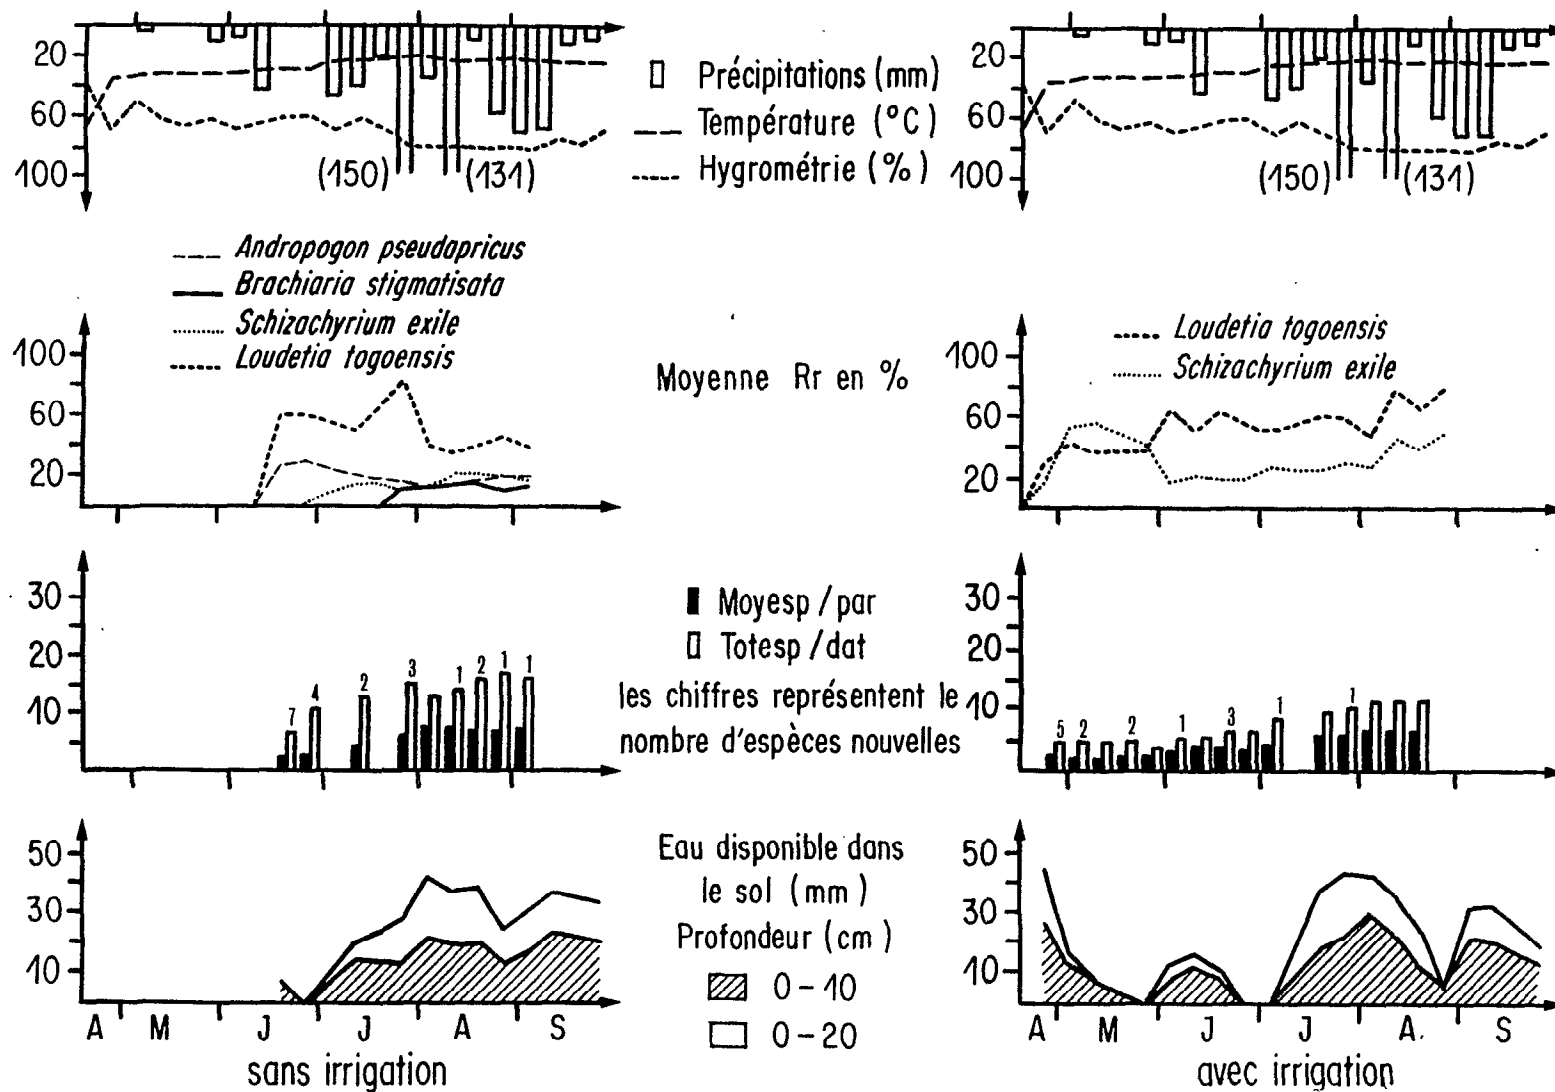 20
60
100
(150)
(131)
Précipitations (mm)
Température (°C)
Hygrométrie (%)
20
60
100
(150)
(131)
Andropogon pseudapricus
Brachiaria stigmatisata
Schizachyrium exile
Loudetia togoensis
100
60
20
Moyenne Rr en %
Loudetia togoensis
Schizachyrium exile
100
60
20
30
20
10
7 4 2 3 1 2 1 1
Moyesp / par
Totesp / dat
les chiffres représentent le
nombre d'espèces nouvelles
30
20
10
5 2 2 1 3 1 1
50
30
10
A M J J A S
sans irrigation
Eau disponible dans
le sol (mm)
Profondeur (cm)
0-10
0-20
50
30
10
A M J J A S
avec irrigation